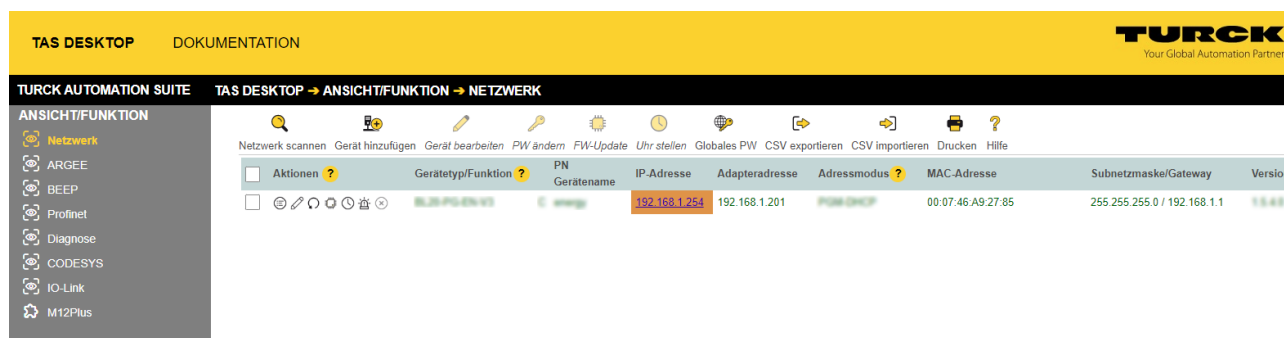 TAS DESKTOP DOKUMENTATION
TURCK
Your Global Automation Partner
TURCK AUTOMATION SUITE TAS DESKTOP ➔ ANSICHT/FUNKTION ➔ NETZWERK
ANSICHT/FUNKTION
Netzwerk
ARGEE
BEEP
Profinet
Diagnose
CODESYS
IO-Link
M12Plus
Netzwerk scannen Gerät hinzufügen Gerät bearbeiten PW ändern FW-Update Uhr stellen Globales PW CSV exportieren CSV importieren Drucken Hilfe
Aktionen ? Gerätetyp/Funktion ? PN Gerätename IP-Adresse Adapteradresse Adressmodus ? MAC-Adresse Subnetzmaske/Gateway Versio
192.168.1.254 192.168.1.201 00:07:46:A9:27:85 255.255.255.0 / 192.168.1.1